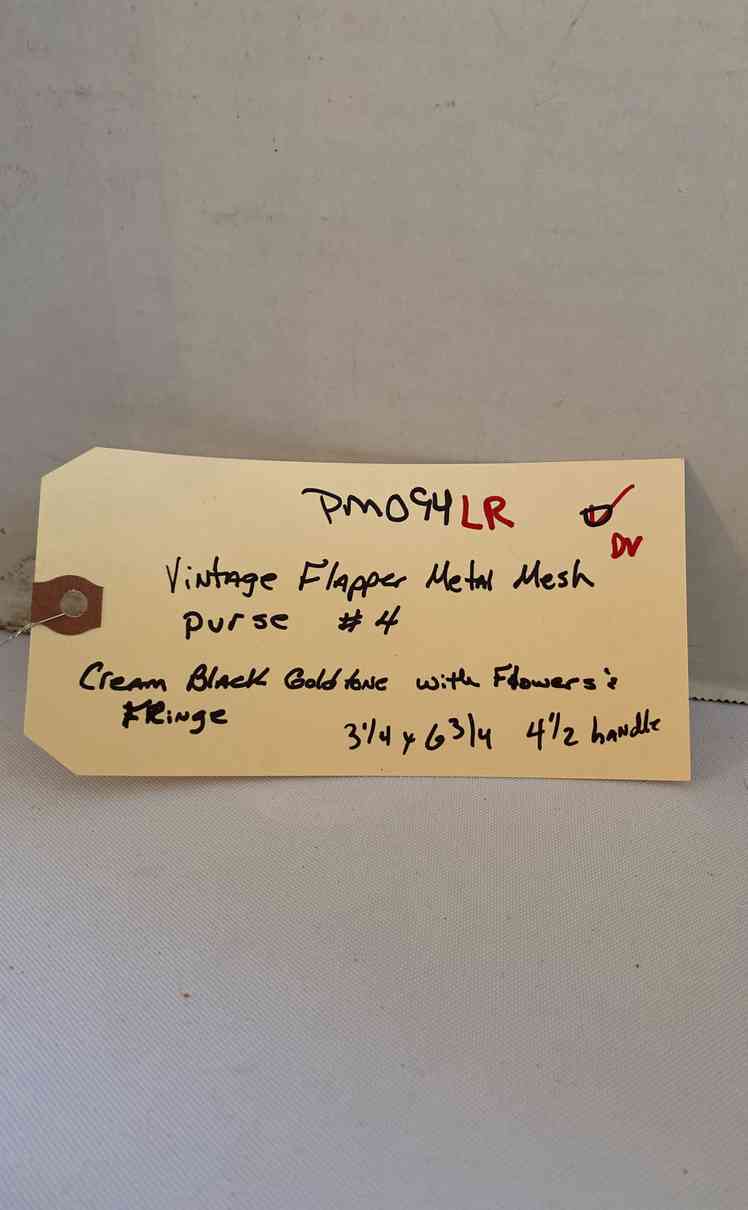 PM094LR
DV
Vintage Flapper Metal Mesh
purse #4
Cream Black Goldtone with Flowers &
Fringe
3 1/4 x 6 3/4 4 1/2 handle